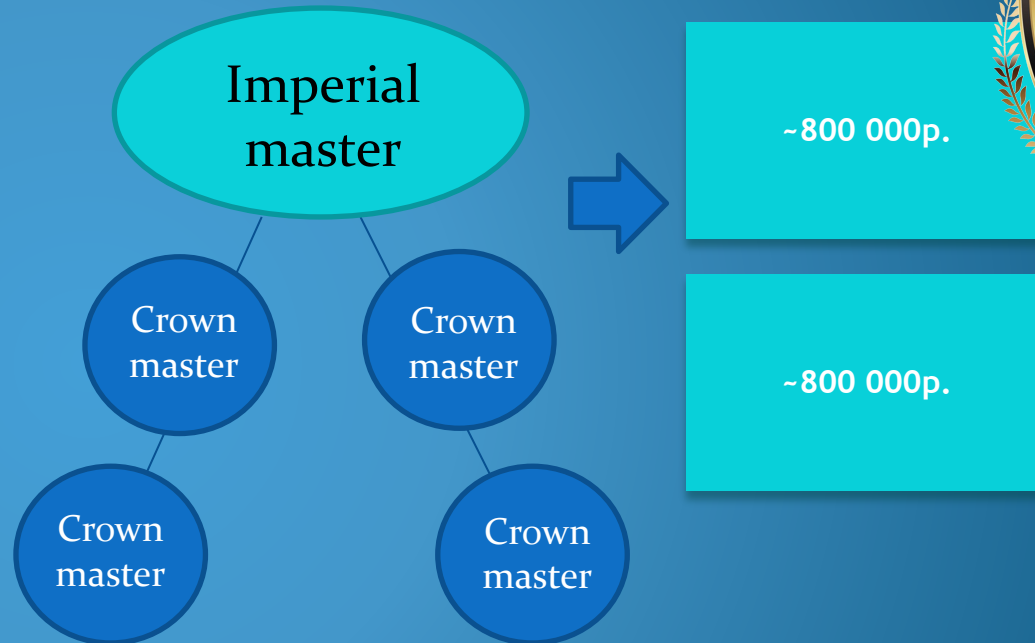 Imperial
master
~800 000р.
Crown
master
Crown
master
~800 000р.
Crown
master
Crown
master